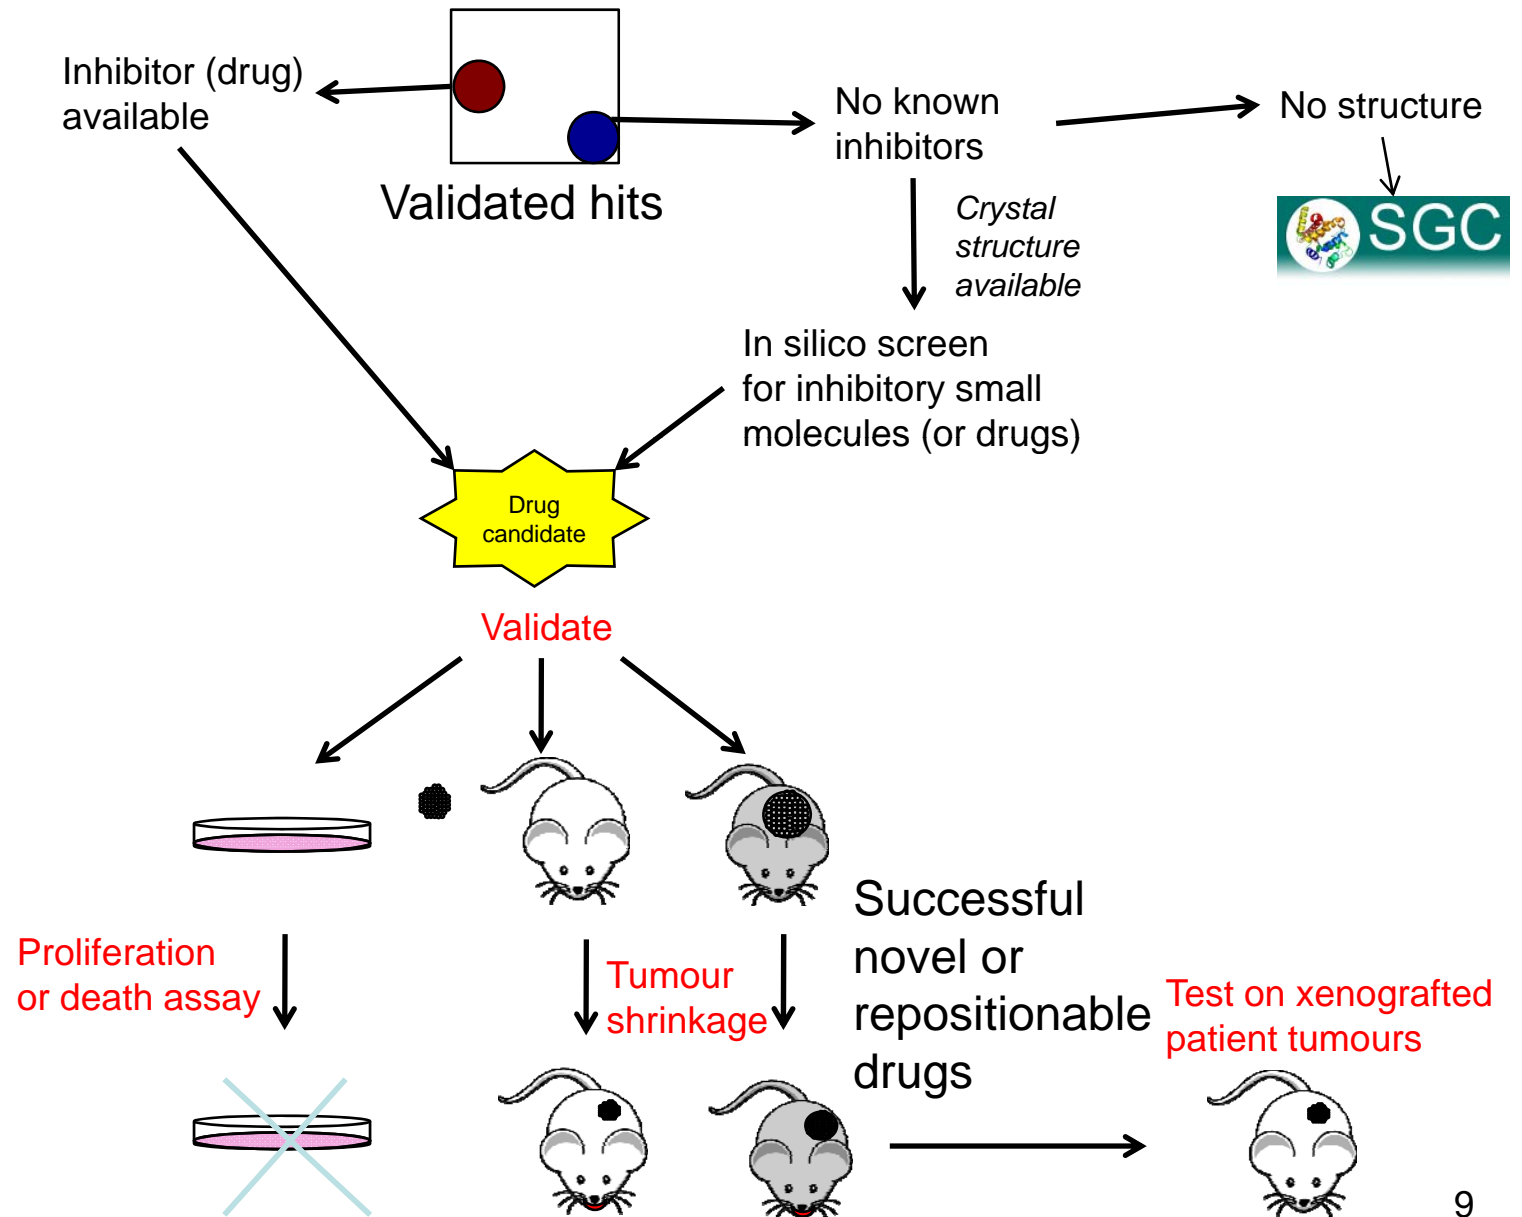 Inhibitor (drug)
available
Validated hits
No known
inhibitors
No structure
Crystal
structure
available
SGC
In silico screen
for inhibitory small
molecules (or drugs)
Drug
candidate
Validate
Proliferation
or death assay
Tumour
shrinkage
Successful
novel or
repositionable
drugs
Test on xenografted
patient tumours
9